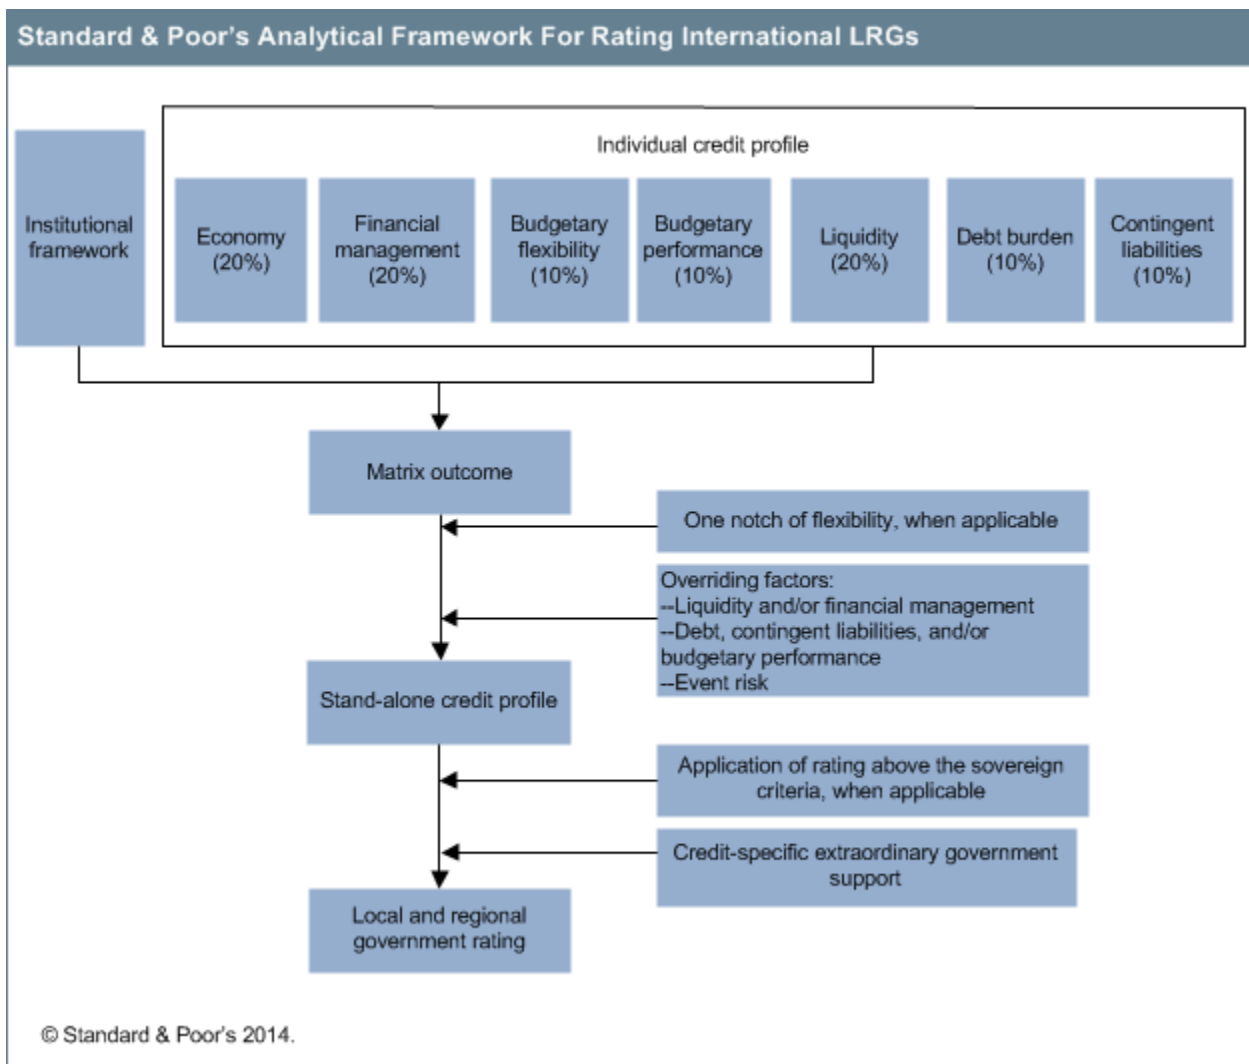 Standard & Poor's Analytical Framework For Rating International LRGs
Individual credit profile
Institutional
framework
Economy
(20%)
Financial
management
(20%)
Budgetary
flexibility
(10%)
Budgetary
performance
(10%)
Liquidity
(20%)
Debt burden
(10%)
Contingent
liabilities
(10%)
Matrix outcome
One notch of flexibility, when applicable
Overriding factors:
--Liquidity and/or financial management
--Debt, contingent liabilities, and/or
budgetary performance
--Event risk
Stand-alone credit profile
Application of rating above the sovereign
criteria, when applicable
Credit-specific extraordinary government
support
Local and regional
government rating
© Standard & Poor's 2014.